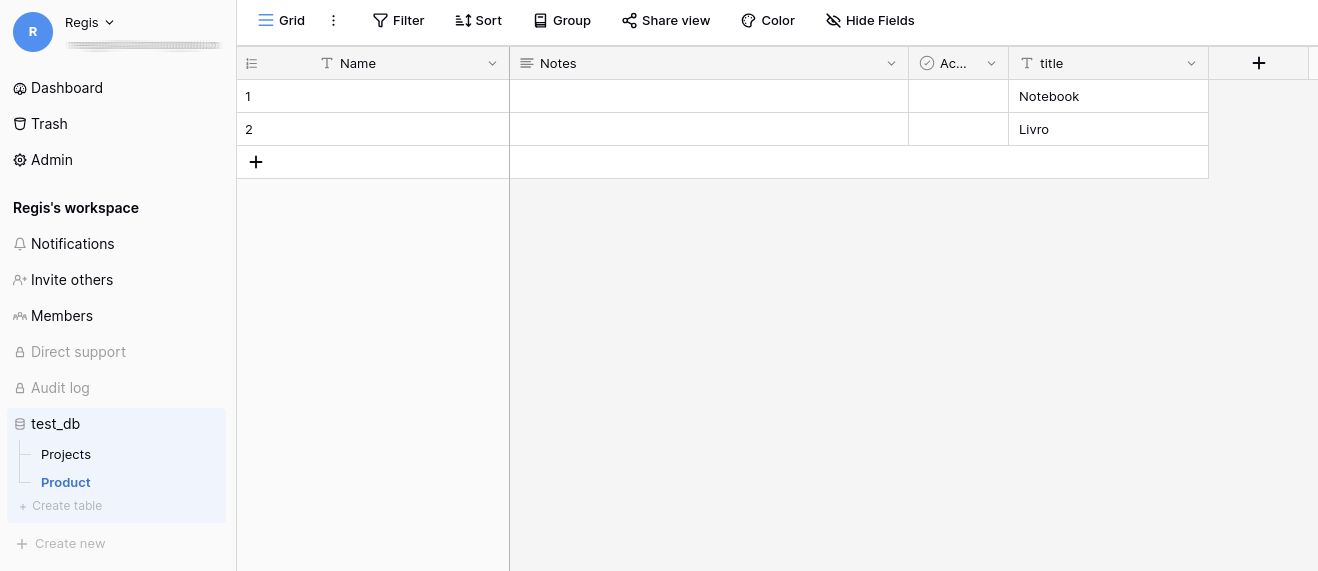 R
Regis
Dashboard
Trash
Admin
Regis's workspace
Notifications
Invite others
Members
Direct support
Audit log
test_db
Projects
Product
+ Create table
+ Create new
Grid Filter Sort Group Share view Color Hide Fields
Name Notes Ac... title +
1 Notebook
2 Livro
+